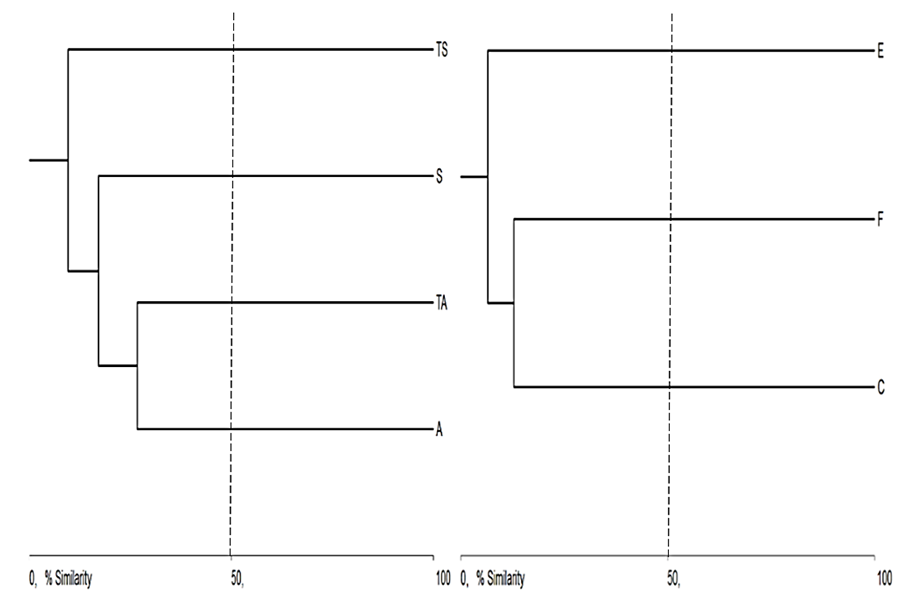 TS
S
TA
A
0, % Similarity 50, 100
E
F
C
0, % Similarity 50, 100